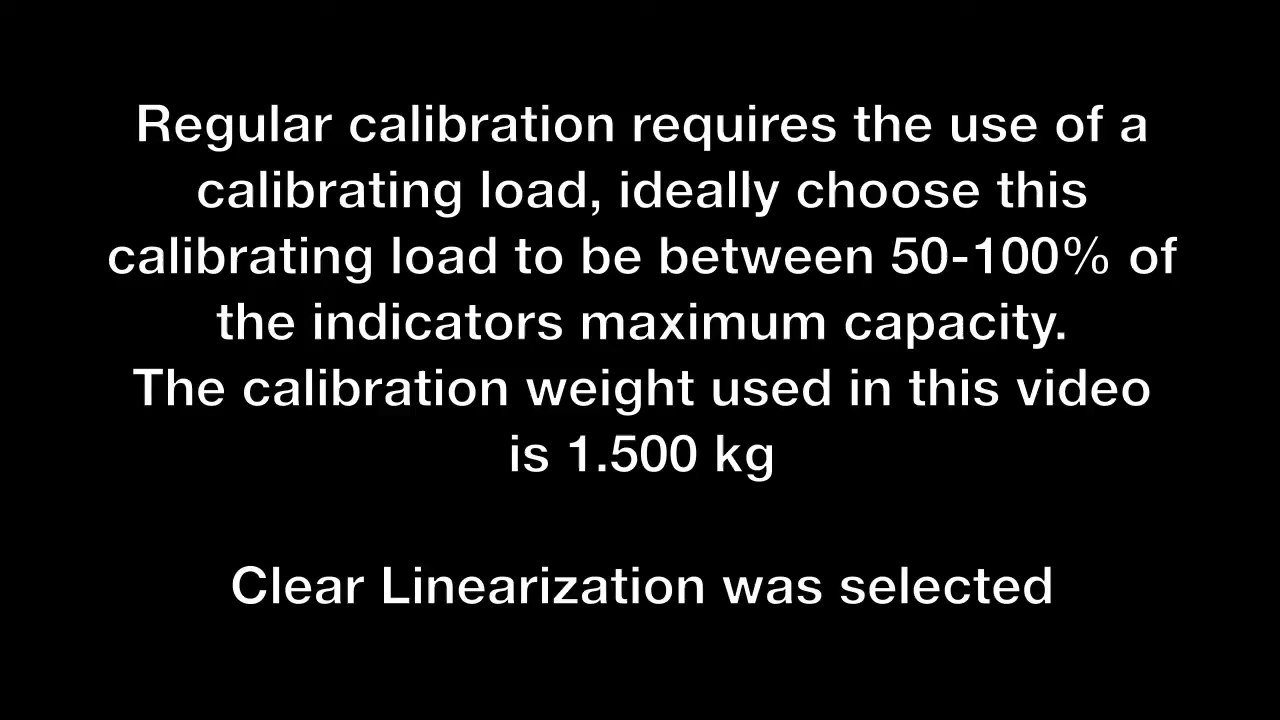 Regular calibration requires the use of a
calibrating load, ideally choose this
calibrating load to be between 50-100% of
the indicators maximum capacity.
The calibration weight used in this video
is 1.500 kg
Clear Linearization was selected